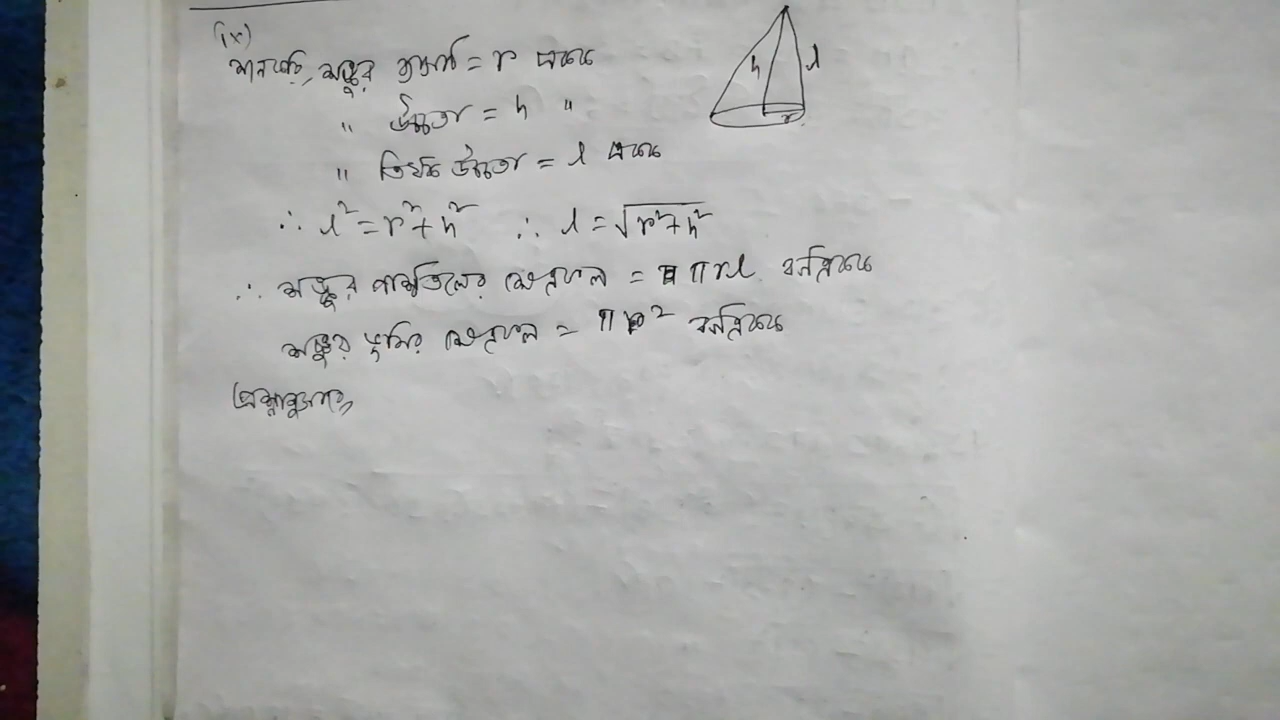 (ix)
মনেকরি, শঙ্কুর ব্যাসার্ধ = r একক
" উচ্চতা = h "
" তির্যক উচ্চতা = l একক
∴ l² = r² + h² ∴ l = √r² + h²
∴ শঙ্কুর পার্শ্বতলের ক্ষেত্রফল = πrl বর্গএকক
শঙ্কুর ভূমির ক্ষেত্রফল = πr² বর্গএকক
প্রশ্নানুসারে,
h
l
r